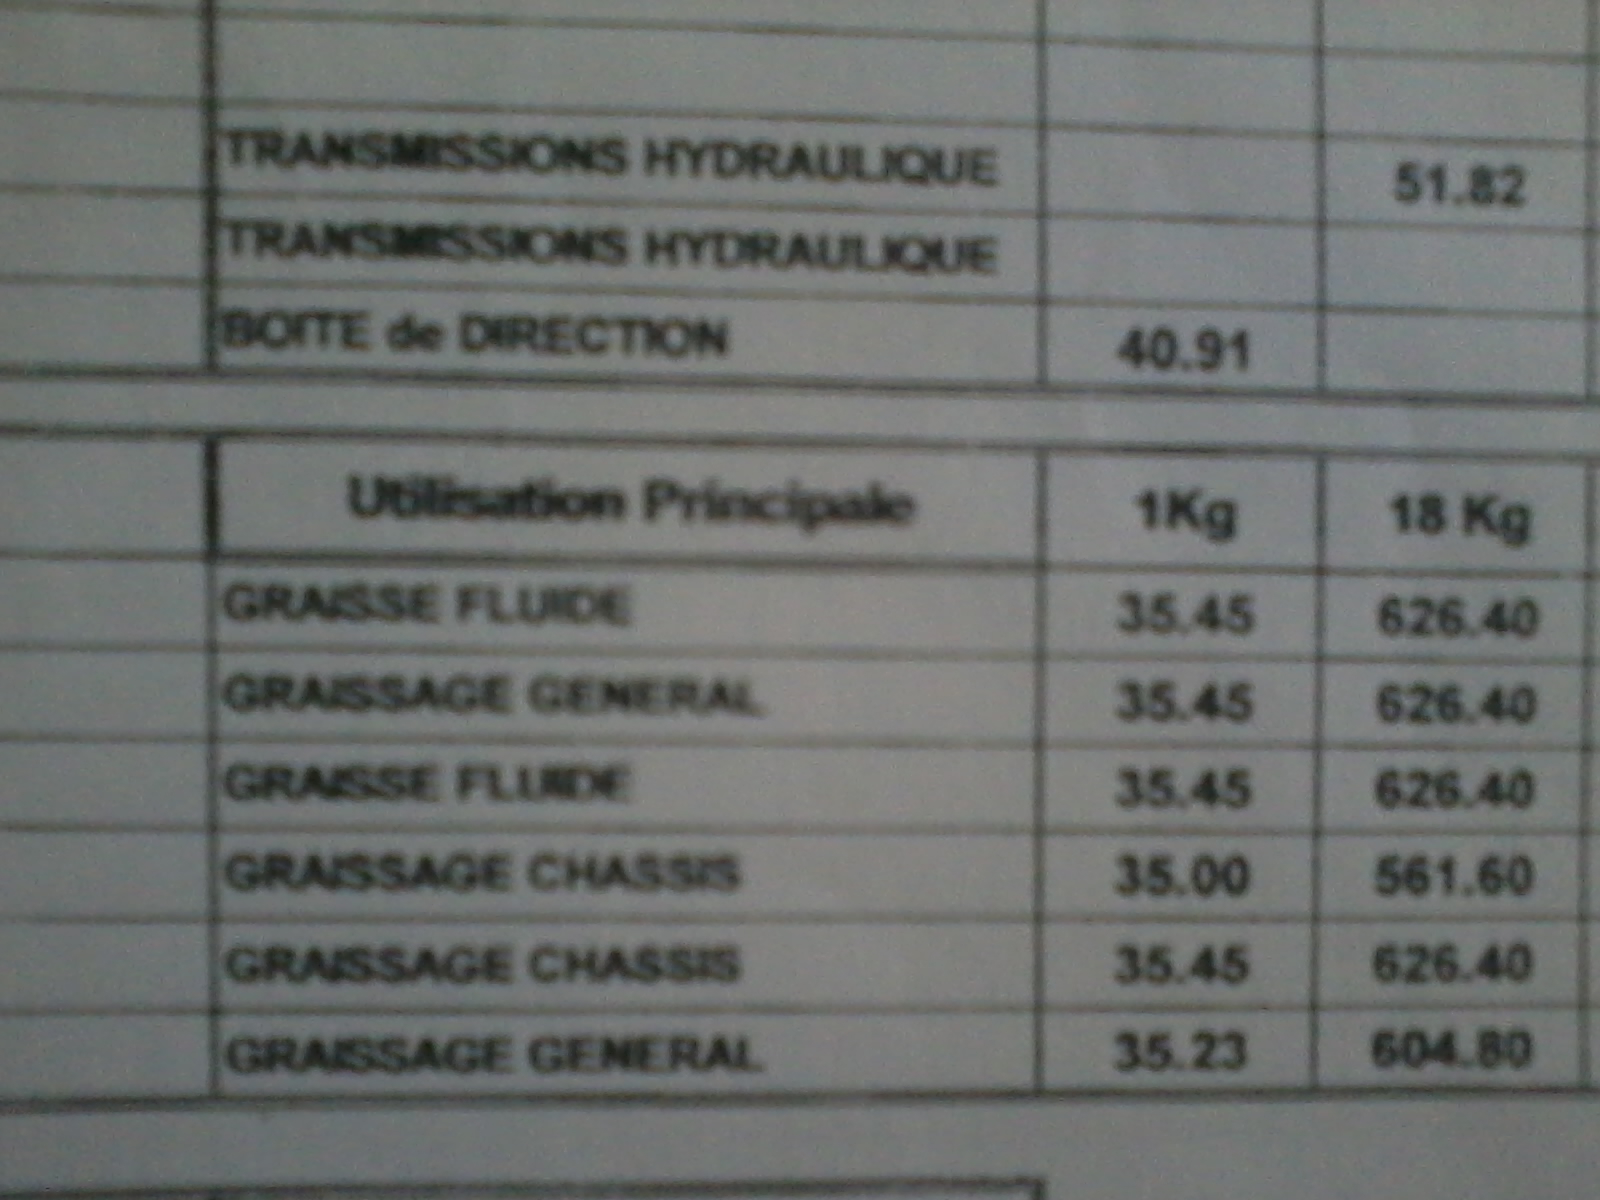 TRANSMISSIONS HYDRAULIQUE 51.82
TRANSMISSIONS HYDRAULIQUE
BOITE de DIRECTION 40.91
Utilisation Principale 1Kg 18 Kg
GRAISSE FLUIDE 35.45 626.40
GRAISSAGE GENERAL 35.45 626.40
GRAISSE FLUIDE 35.45 626.40
GRAISSAGE CHASSIS 35.00 561.60
GRAISSAGE CHASSIS 35.45 626.40
GRAISSAGE GENERAL 35.23 604.80